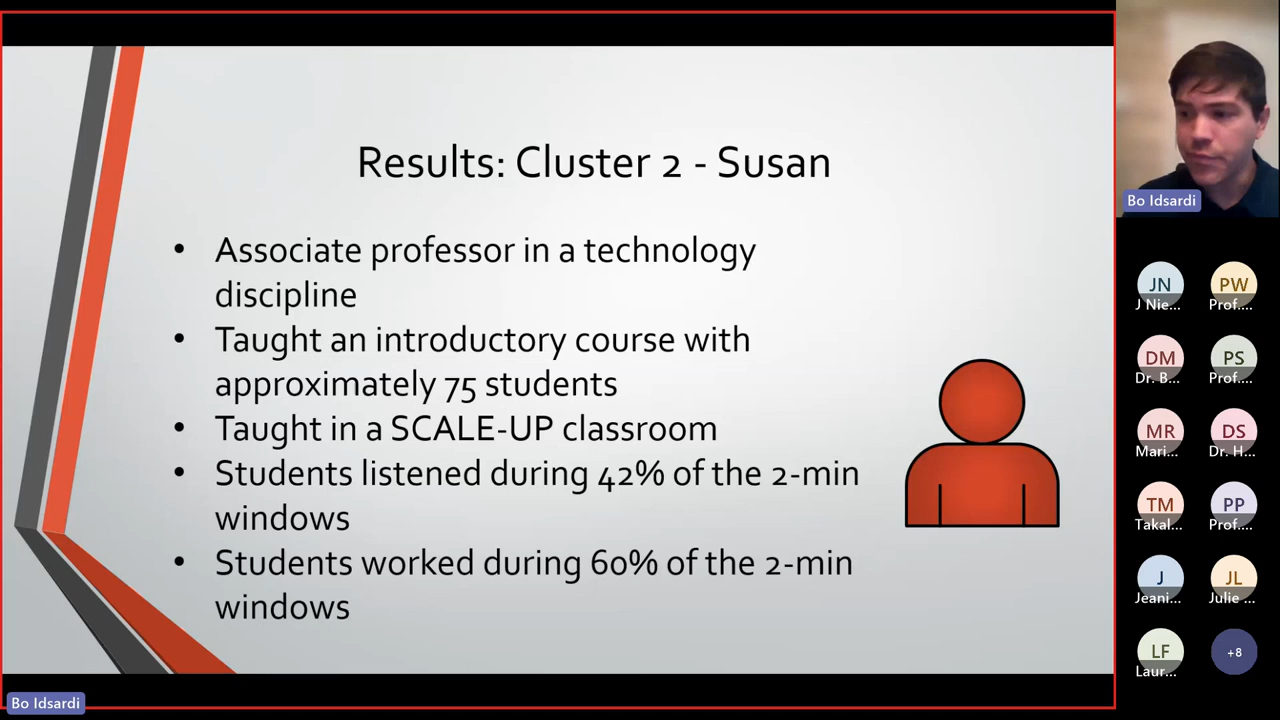 Results: Cluster 2 - Susan
• Associate professor in a technology
discipline
• Taught an introductory course with
approximately 75 students
• Taught in a SCALE-UP classroom
• Students listened during 42% of the 2-min
windows
• Students worked during 60% of the 2-min
windows
Bo Idsardi
Bo Idsardi
JN
J Nie...
PW
Prof....
DM
Dr. B...
PS
Prof....
MR
Mari...
DS
Dr. H...
TM
Takal...
PP
Prof....
J
Jeani...
JL
Julie ...
LF
Laur...
+8